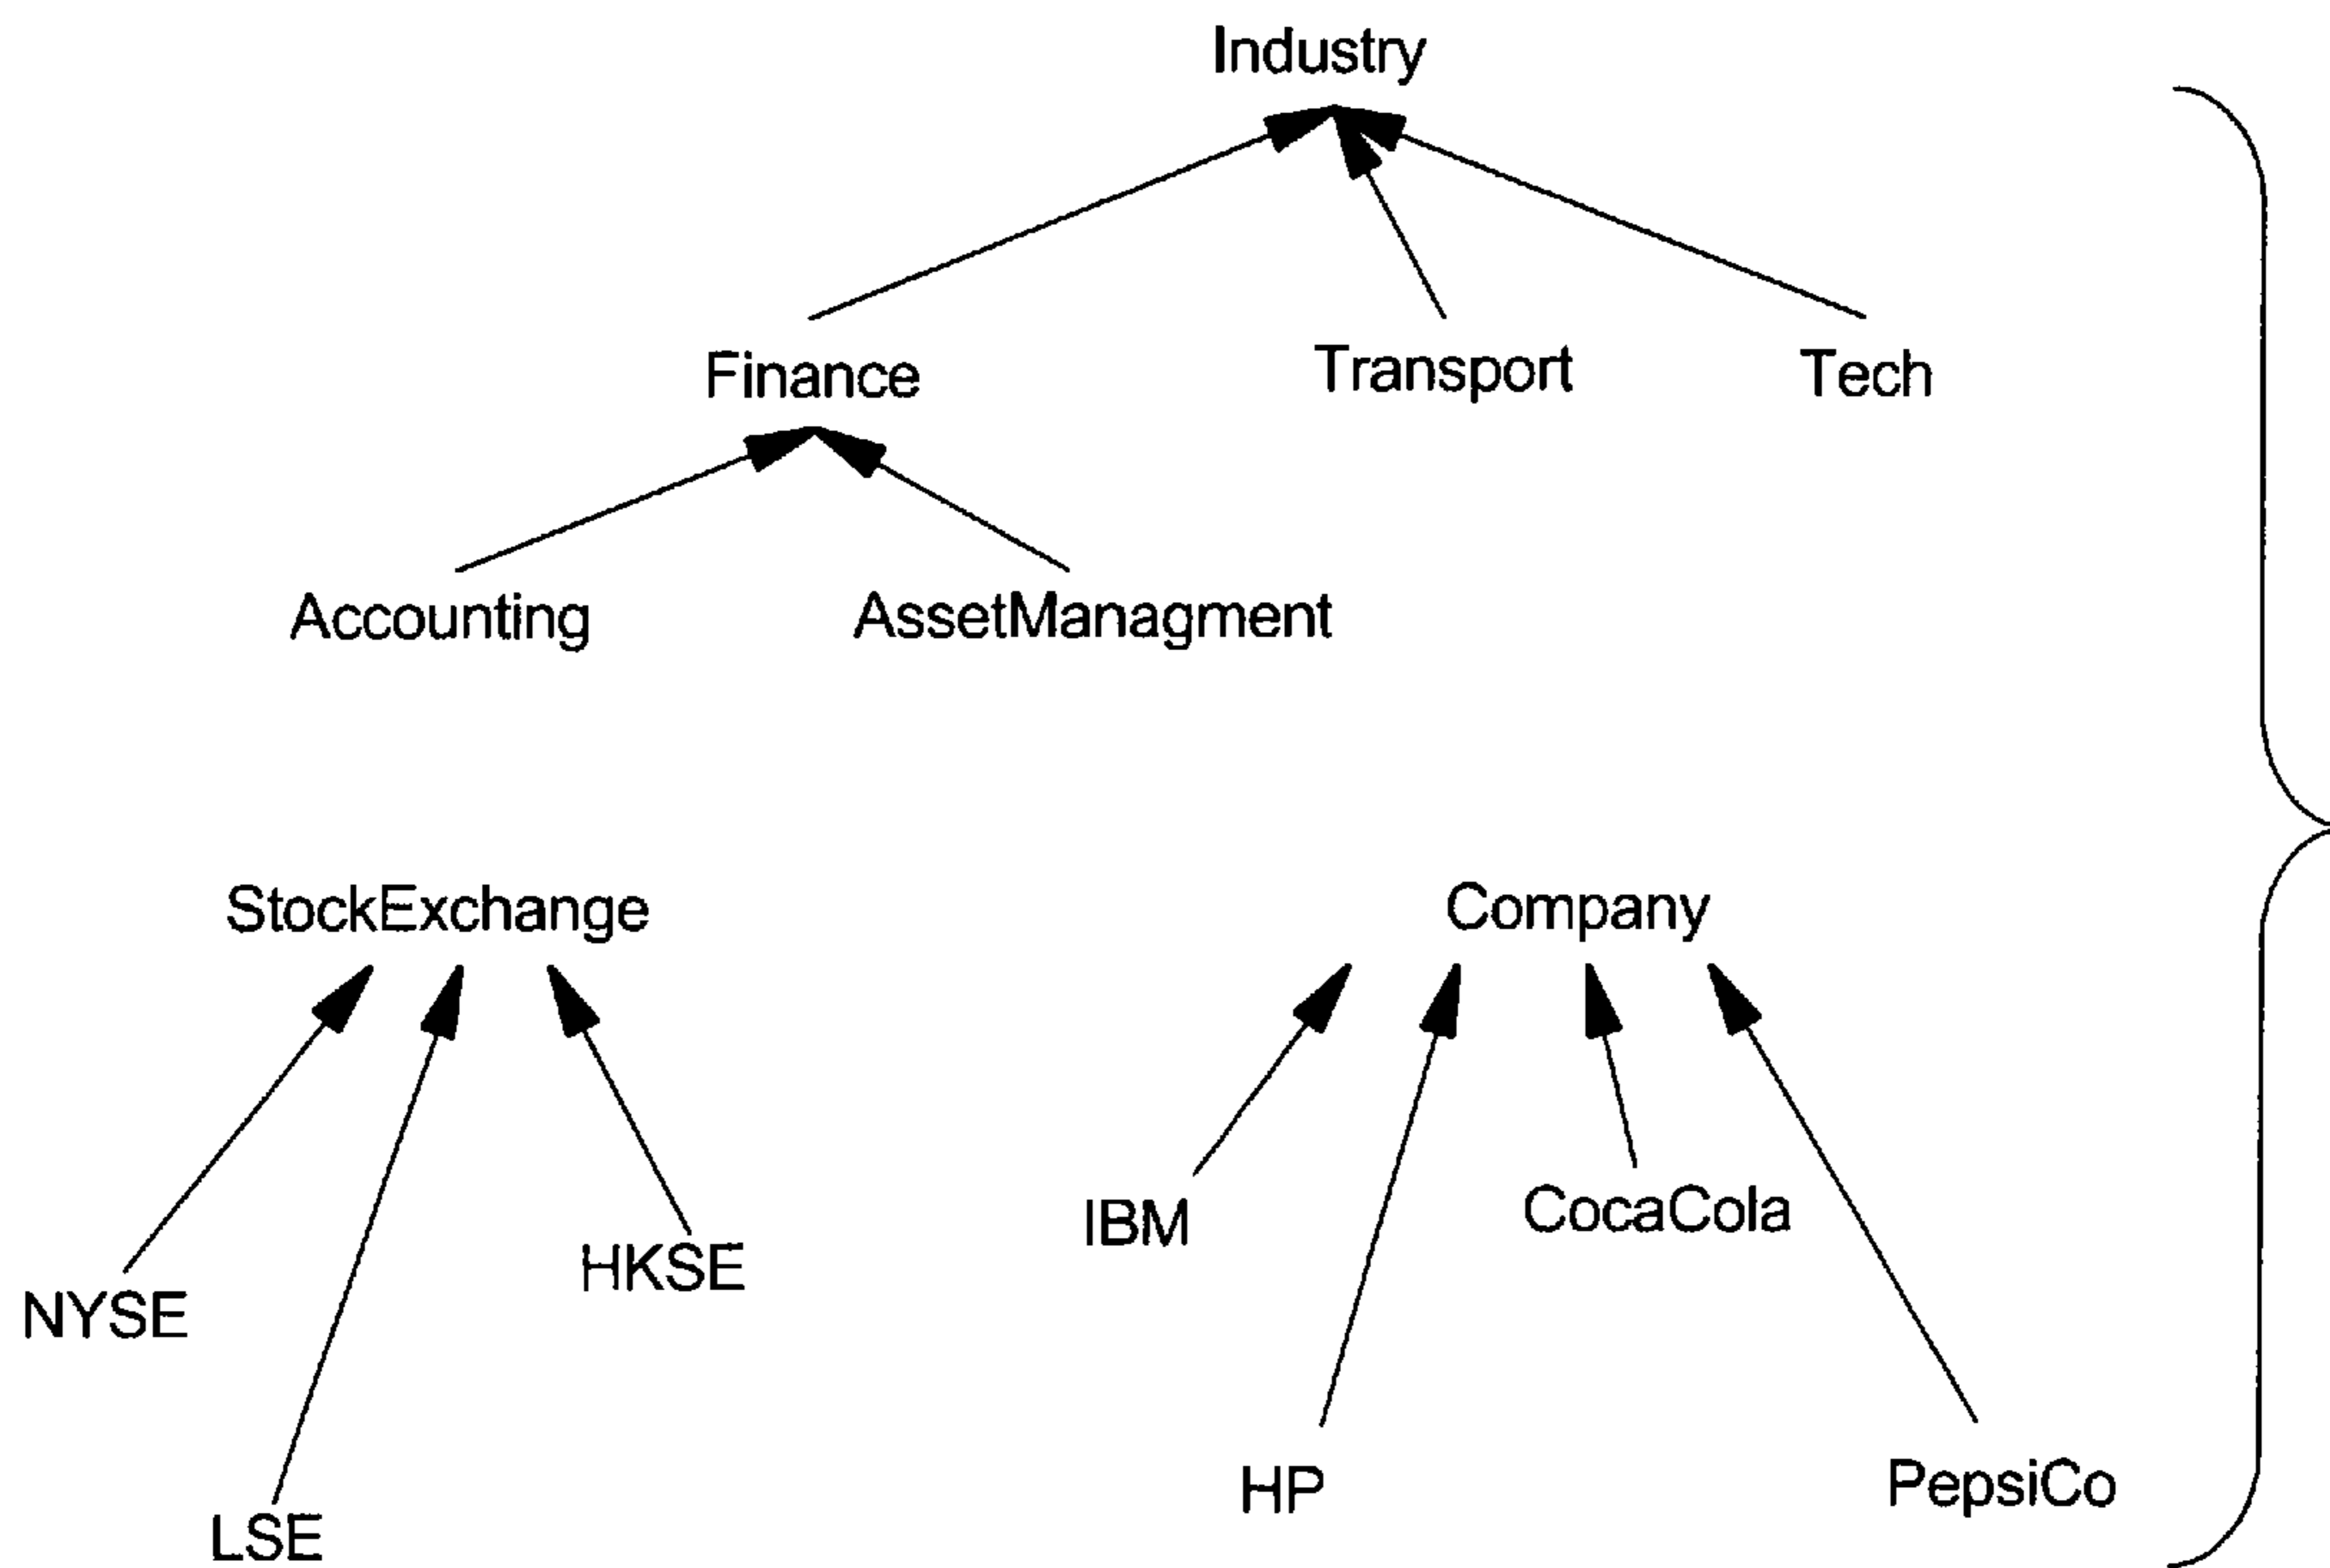 Industry
Finance
Transport
Tech
Accounting
AssetManagment
StockExchange
Company
NYSE
LSE
HKSE
IBM
HP
CocaCola
PepsiCo